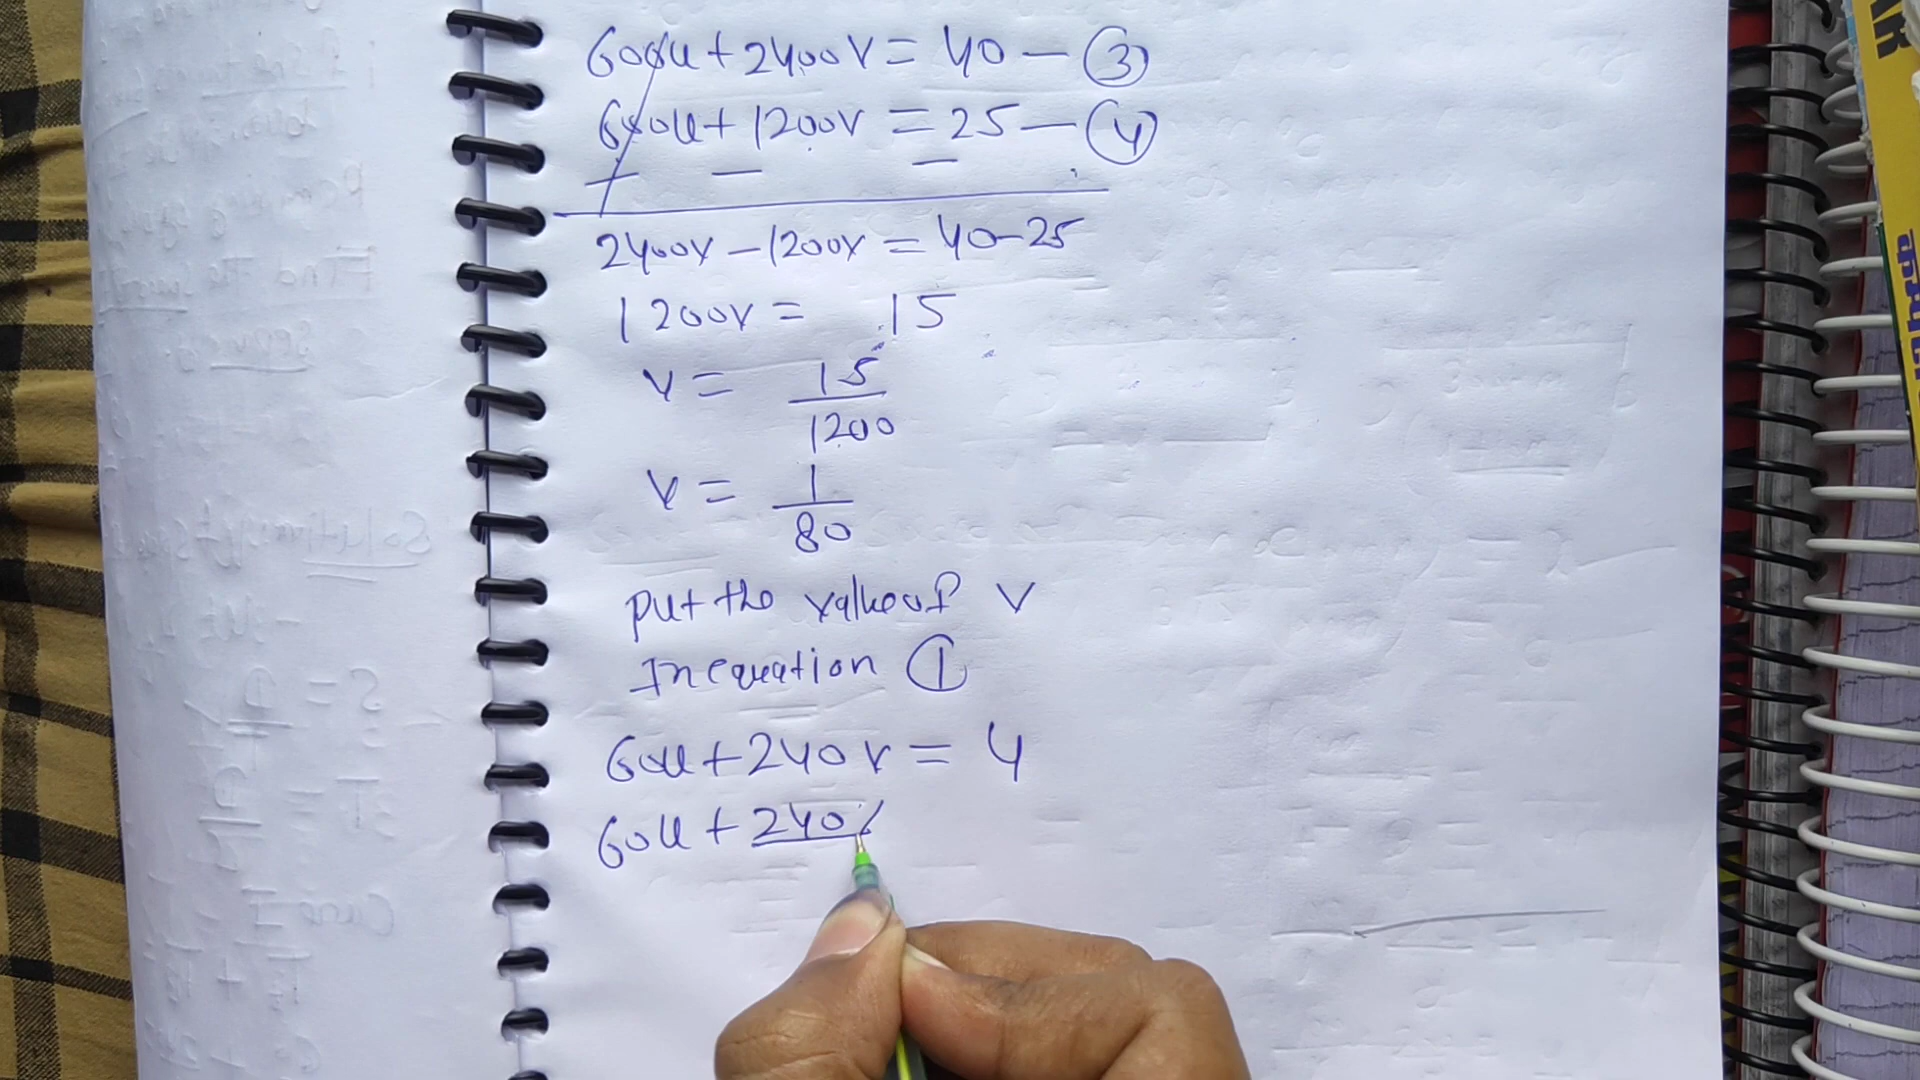 600u + 2400v = 40 — ③
600u + 1200v = 25 — ④
— — —
2400v - 1200v = 40 - 25
1200v = 15
v = 15/1200
v = 1/80
put the value of v
In equation ①
60u + 240v = 4
60u + 240